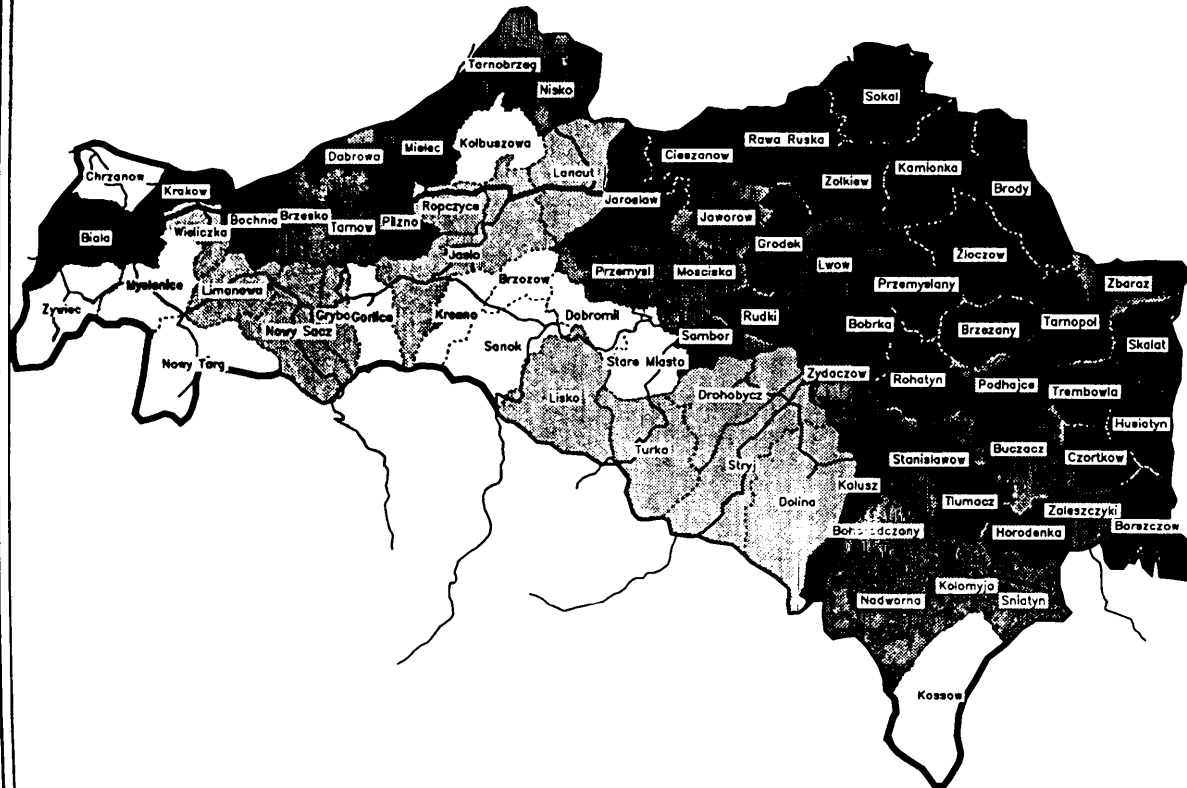 Tarnobrzeg
Nisko
Sokal
Rawa Ruska
Kolbuszowa
Mielec
Dabrowa
Cieszanow
Kamionka
Chrzanow
Lancut
Zolkiew
Brody
Krakow
Jaroslaw
Ropczyce
Bochnia
Brzesko
Pilzno
Tarnow
Jaworow
Wieliczka
Biala
Grodek
Jaslo
Zloczow
Lwow
Przemysl
Mosciska
Brzozow
Zbaraz
Przemyslany
Myslenice
Limanowa
Zywiec
Grybo
Gorlice
Krosno
Dobromil
Rudki
Bobrka
Tarnopol
Nowy Sacz
Brzezany
Sambor
Skalat
Sanok
Stare Miasto
Nowy Targ
Zydaczow
Rohatyn
Podhajce
Trembowla
Drohobycz
Lisko
Husiatyn
Turka
Buczacz
Stanislawow
Czortkow
Stryj
Kalusz
Dolina
Tlumacz
Zaleszczyki
Borszczow
Horodenka
Kolomyja
Nadworna
Sniatyn
Kossow